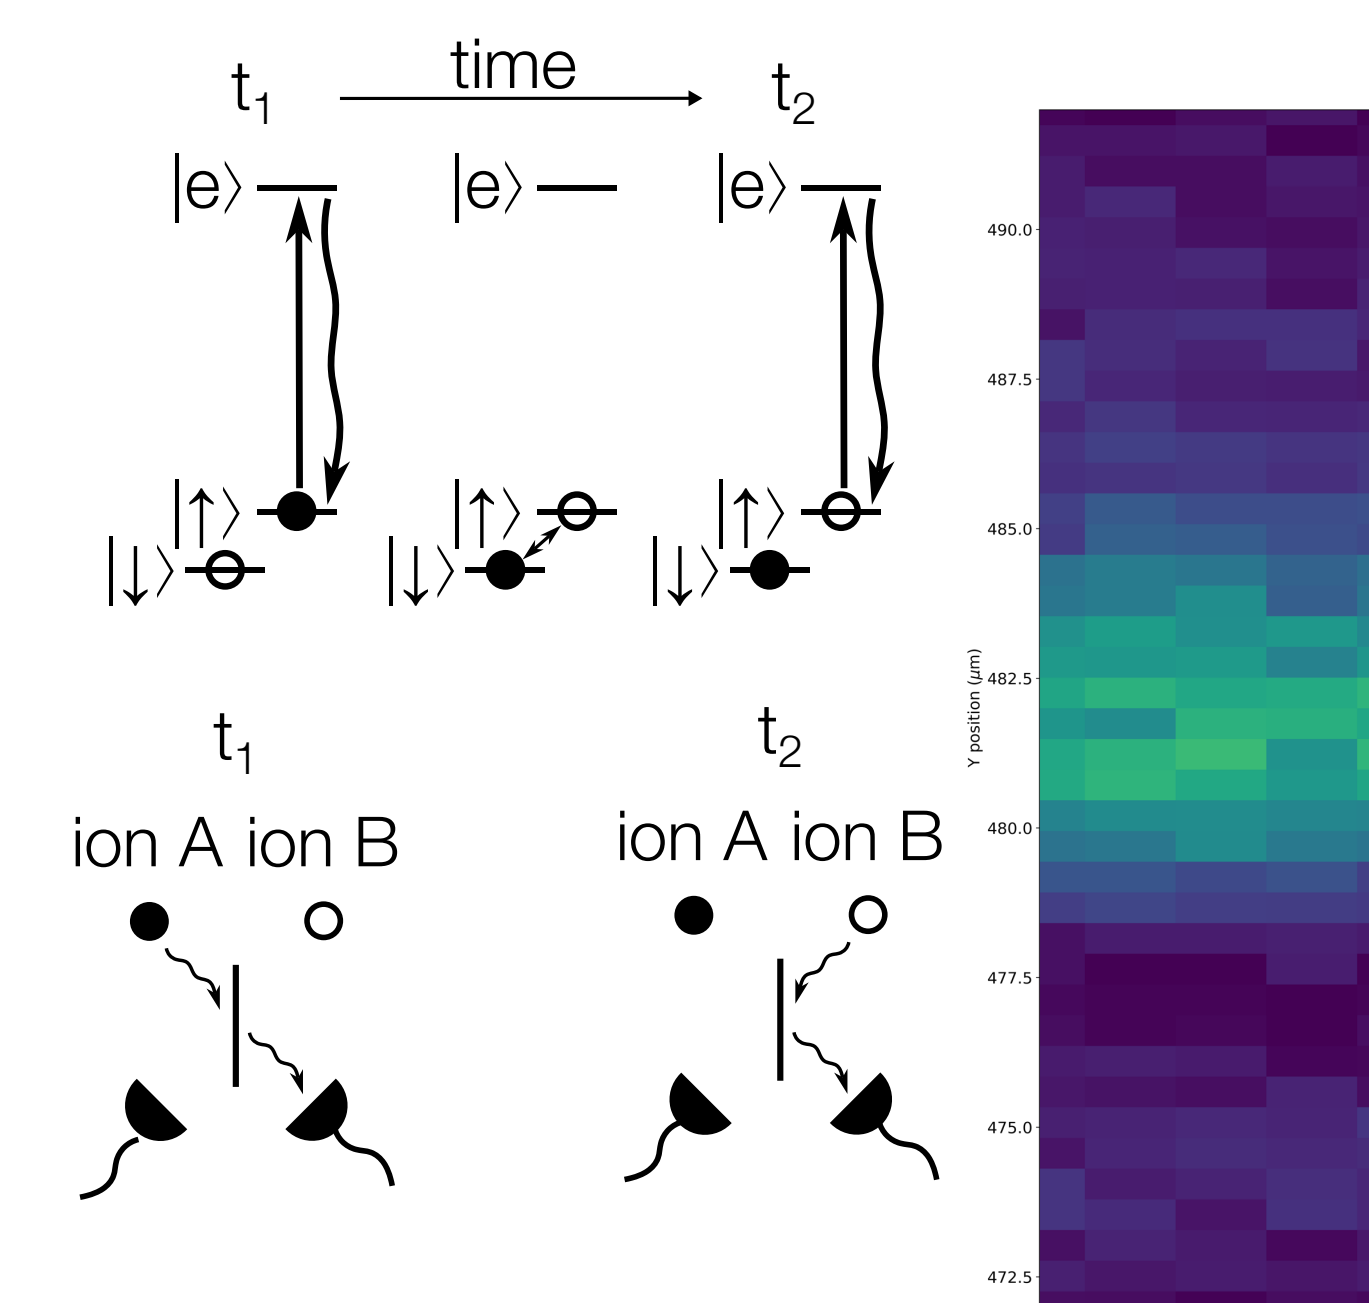 time
t1 t2
|e⟩ |e⟩ |e⟩
|↑⟩ |↑⟩ |↑⟩
|↓⟩ |↓⟩ |↓⟩
t1 t2
ion A ion B ion A ion B
490.0
487.5
485.0
482.5
Y position (μm)
480.0
477.5
475.0
472.5